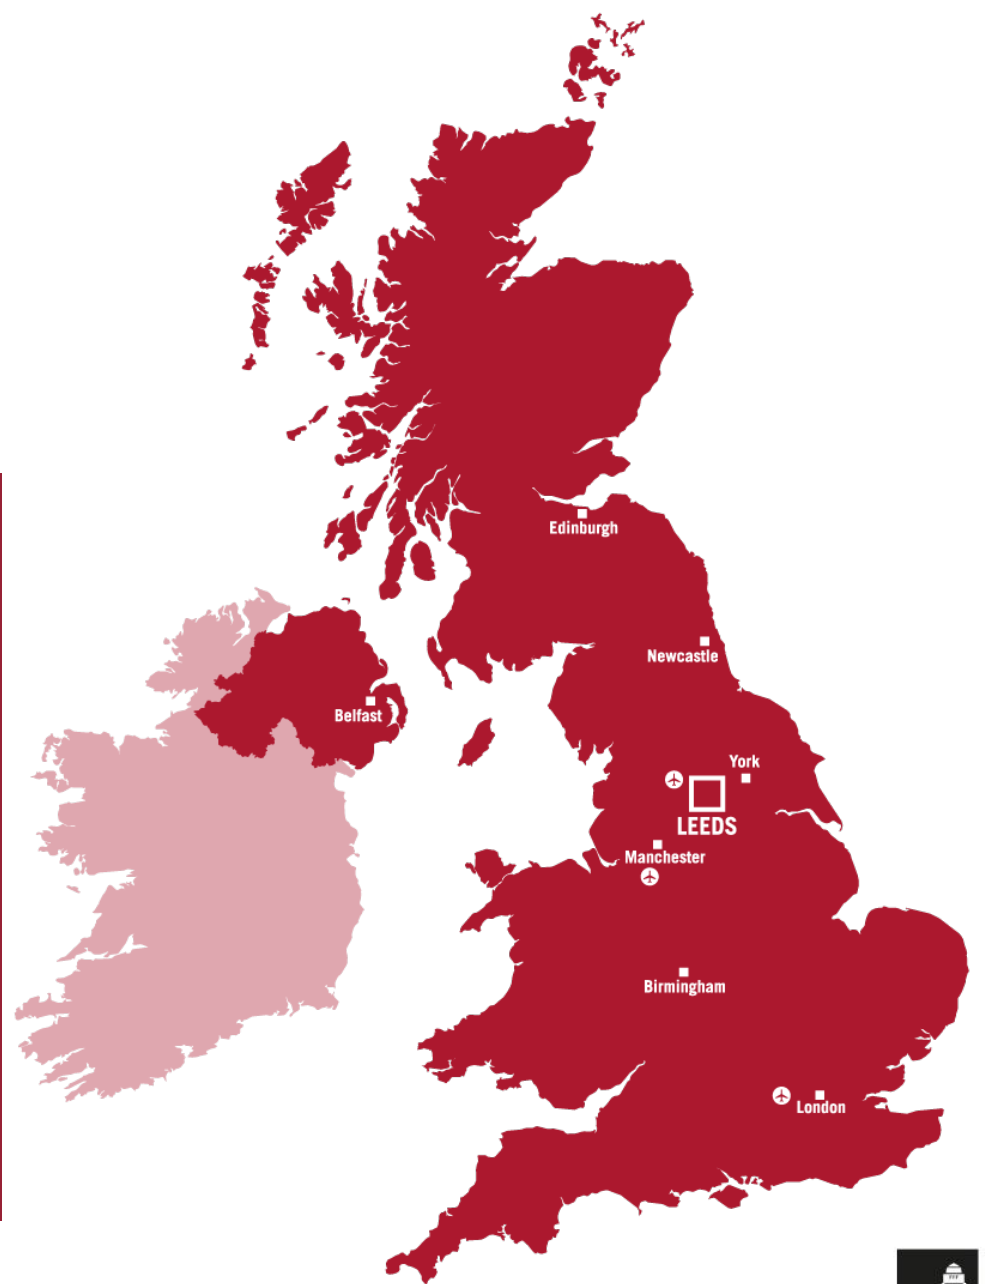 Edinburgh
Newcastle
Belfast
York
LEEDS
Manchester
Birmingham
London